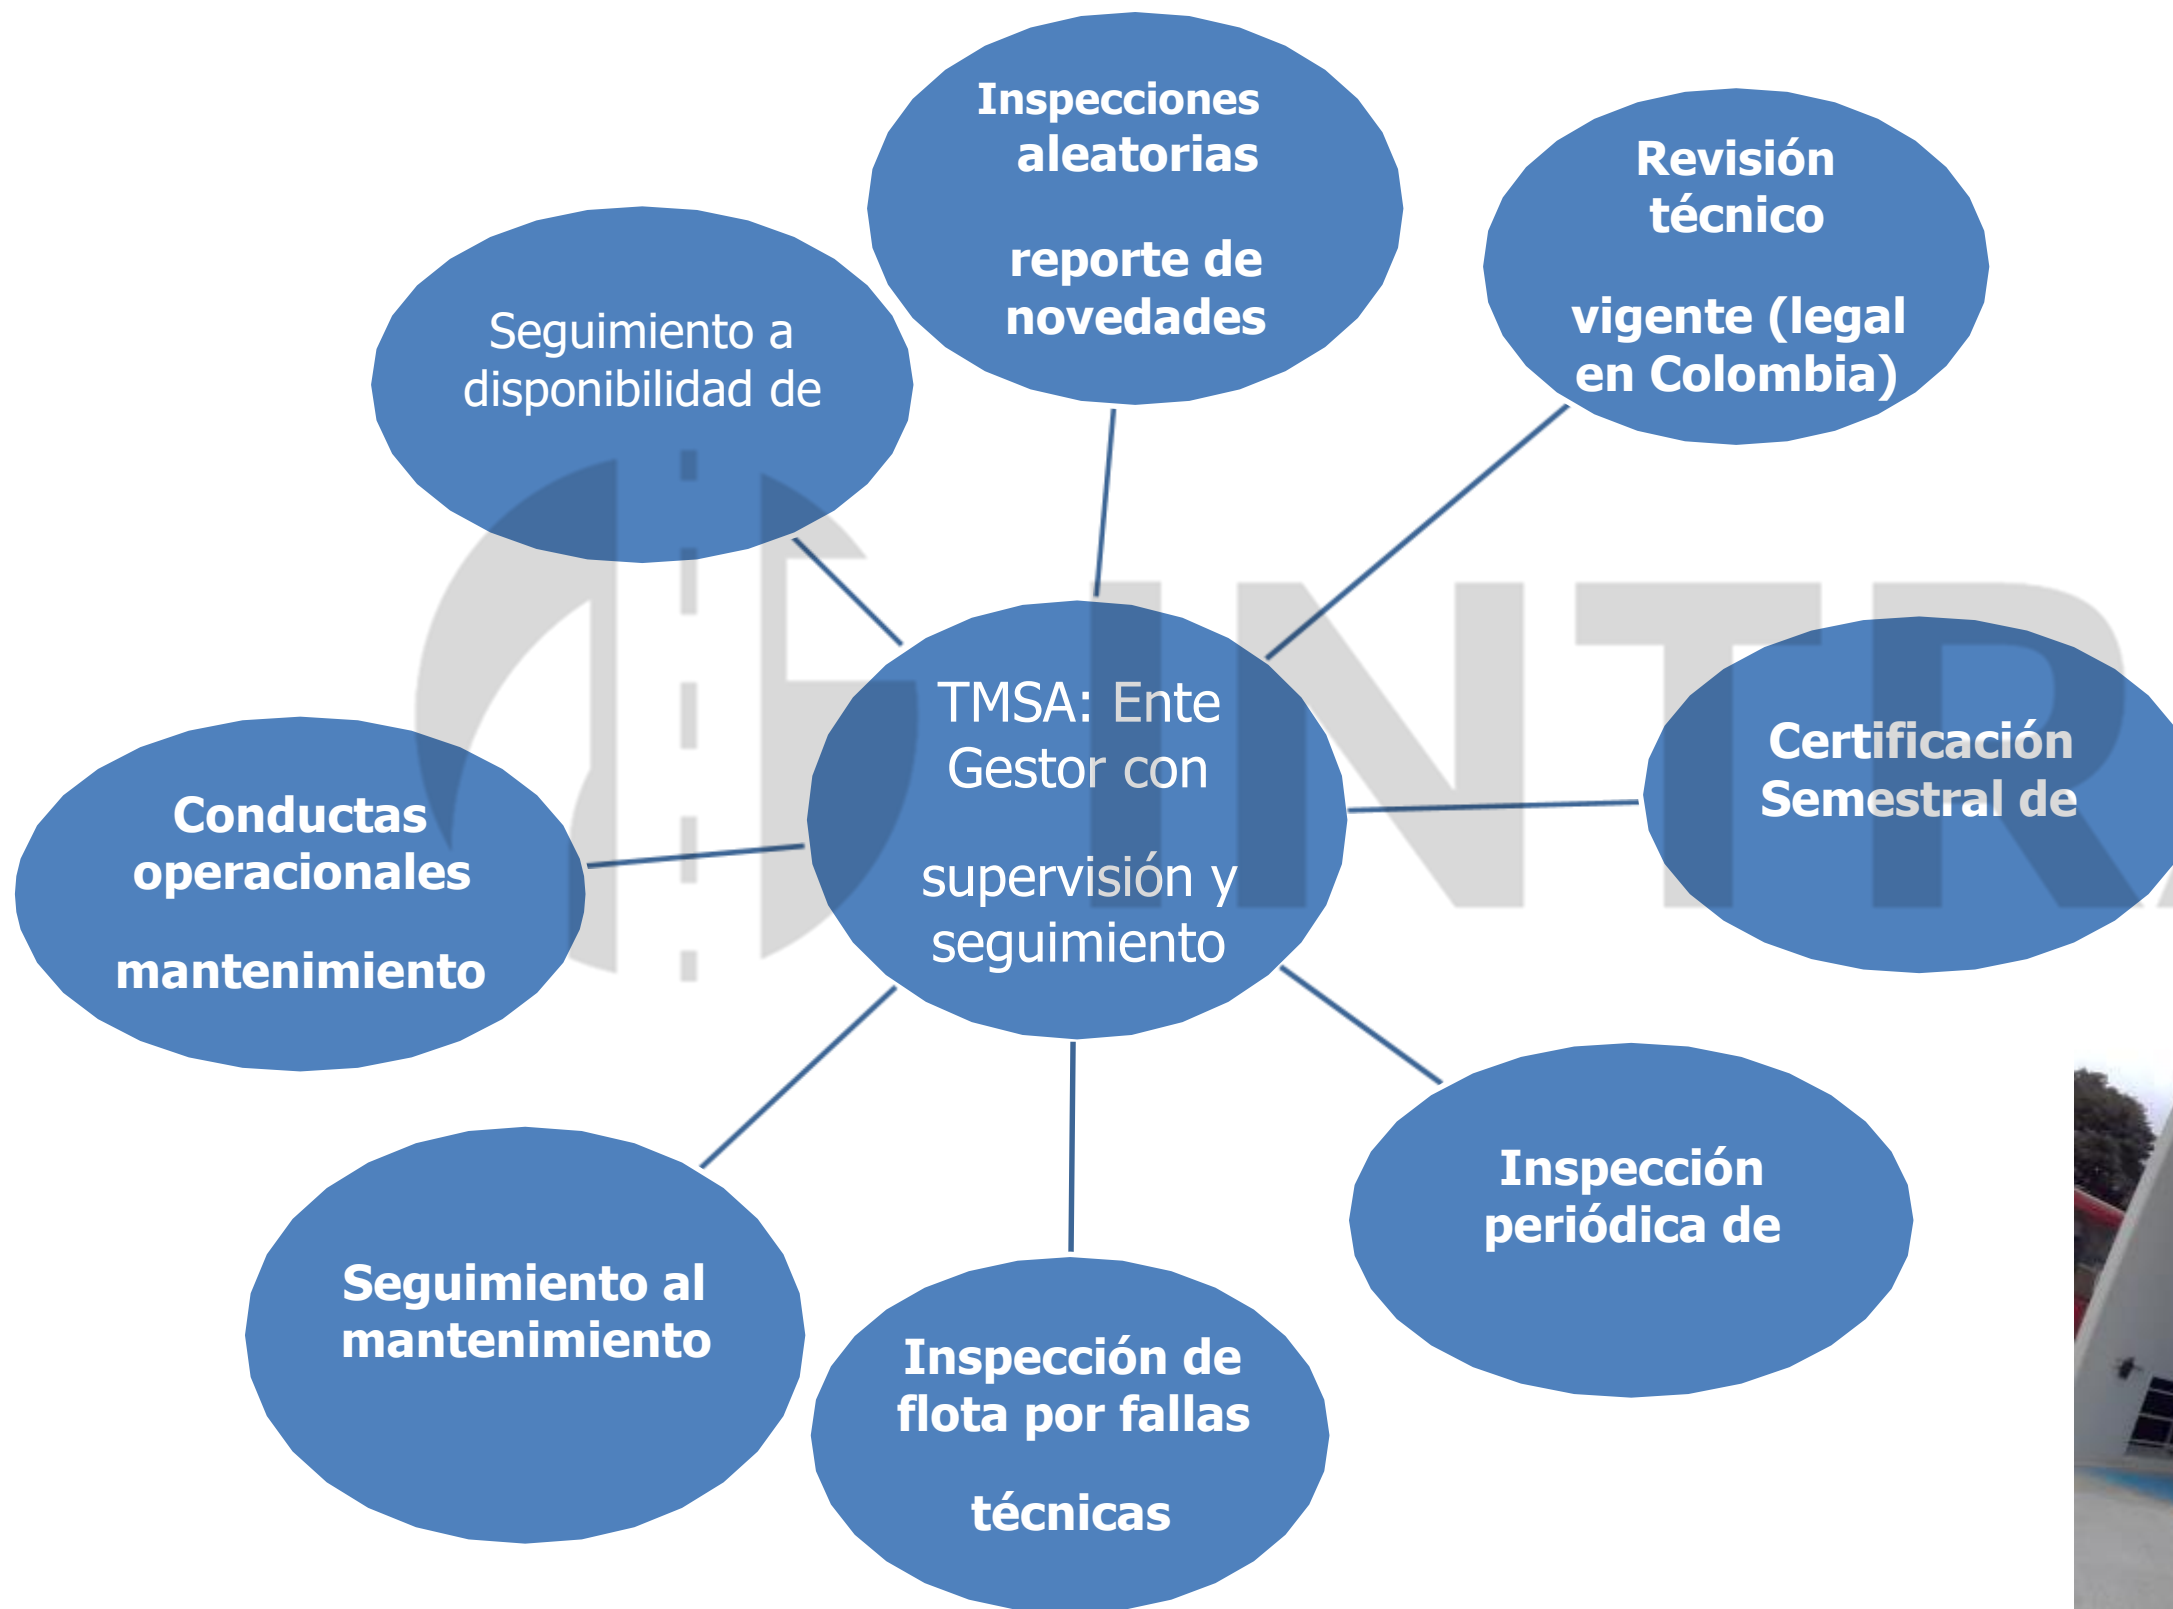 Inspecciones
aleatorias
reporte de
novedades
Revisión
técnico
vigente (legal
en Colombia)
Seguimiento a
disponibilidad de
TMSA: Ente
Gestor con
supervisión y
seguimiento
Certificación
Semestral de
Conductas
operacionales
mantenimiento
Inspección
periódica de
Seguimiento al
mantenimiento
Inspección de
flota por fallas
técnicas
INTRA